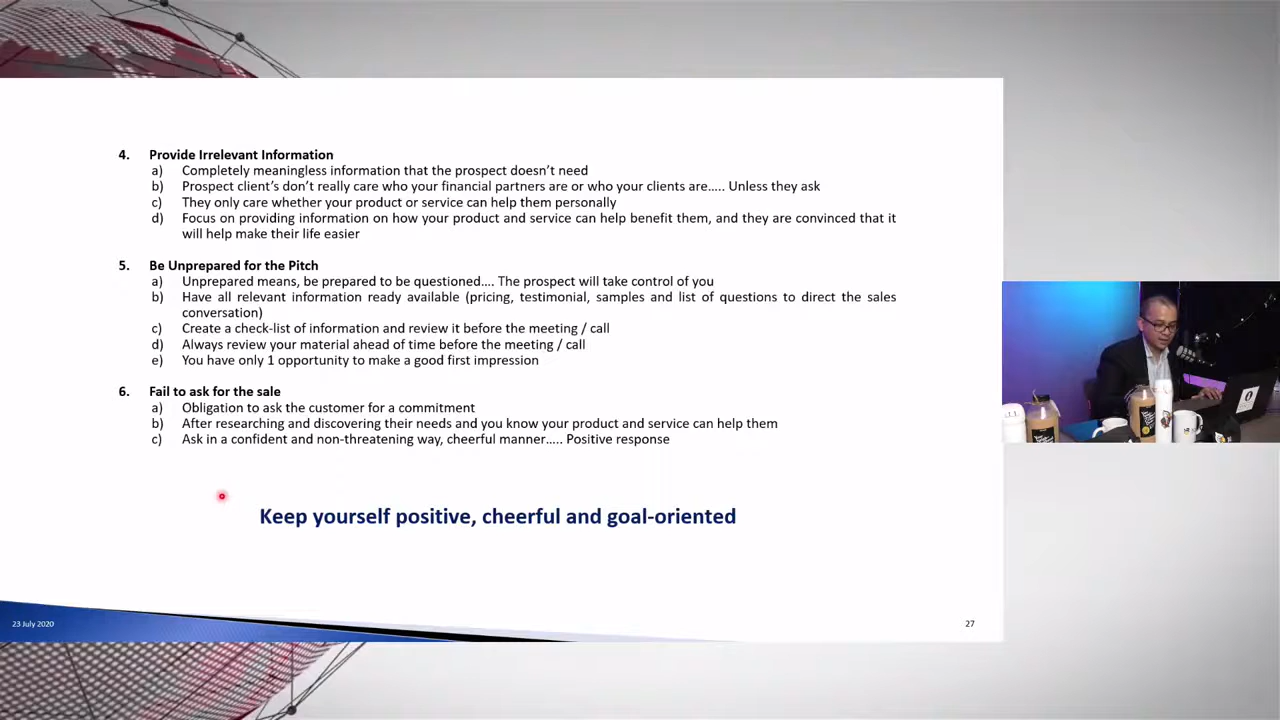 4. Provide Irrelevant Information
a) Completely meaningless information that the prospect doesn’t need
b) Prospect client’s don’t really care who your financial partners are or who your clients are….. Unless they ask
c) They only care whether your product or service can help them personally
d) Focus on providing information on how your product and service can help benefit them, and they are convinced that it
will help make their life easier
5. Be Unprepared for the Pitch
a) Unprepared means, be prepared to be questioned…. The prospect will take control of you
b) Have all relevant information ready available (pricing, testimonial, samples and list of questions to direct the sales
conversation)
c) Create a check-list of information and review it before the meeting / call
d) Always review your material ahead of time before the meeting / call
e) You have only 1 opportunity to make a good first impression
6. Fail to ask for the sale
a) Obligation to ask the customer for a commitment
b) After researching and discovering their needs and you know your product and service can help them
c) Ask in a confident and non-threatening way, cheerful manner….. Positive response
Keep yourself positive, cheerful and goal-oriented
23 July 2020
27